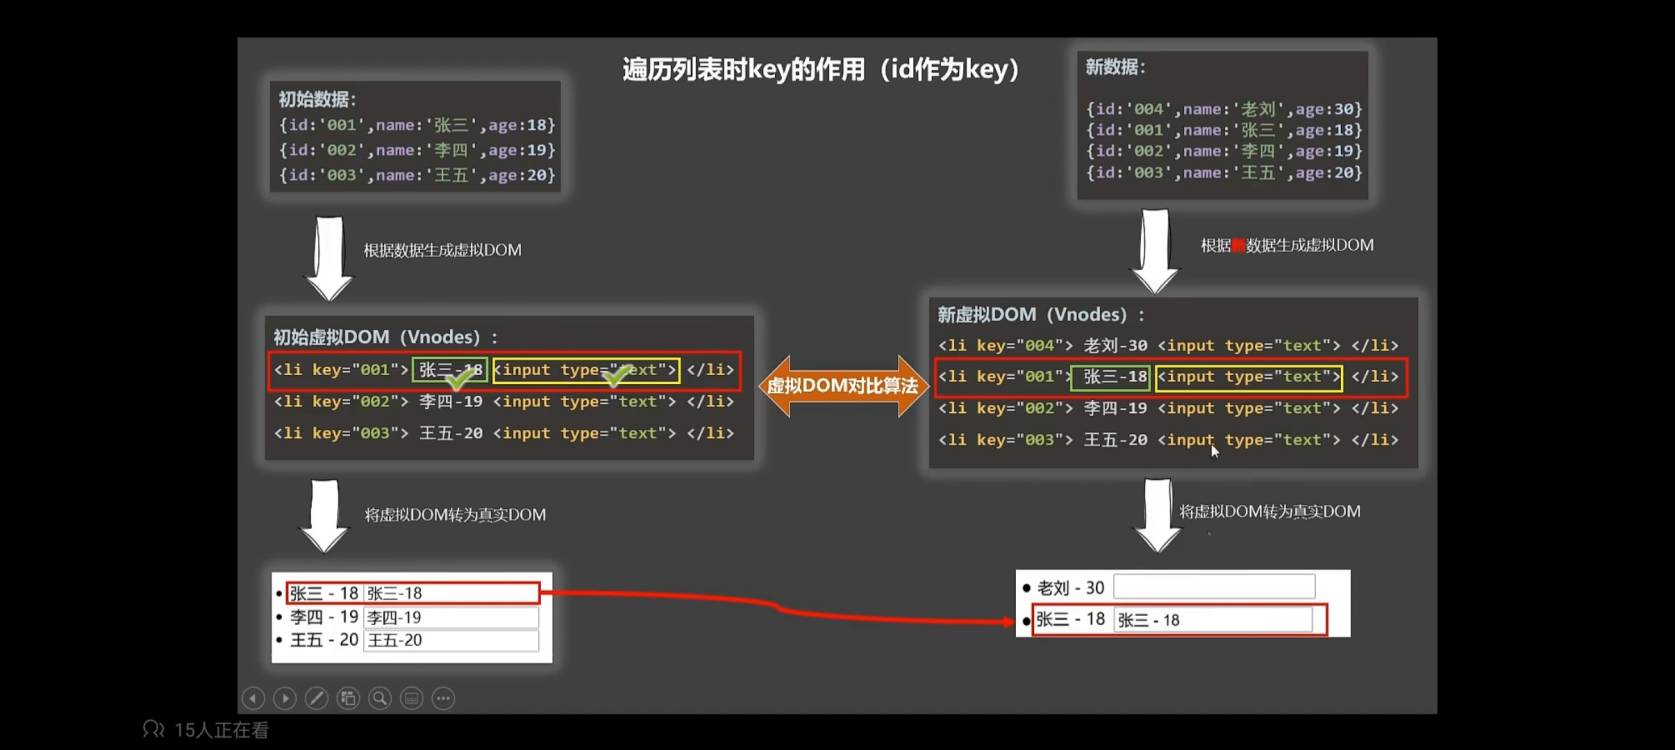 遍历列表时key的作用（id作为key）
初始数据：
{id:'001',name:'张三',age:18}
{id:'002',name:'李四',age:19}
{id:'003',name:'王五',age:20}
新数据：
{id:'004',name:'老刘',age:30}
{id:'001',name:'张三',age:18}
{id:'002',name:'李四',age:19}
{id:'003',name:'王五',age:20}
根据数据生成虚拟DOM
根据 数据生成虚拟DOM
初始虚拟DOM（Vnodes）:
<li key="001"> 张三-18 <input type="text"> </li>
<li key="002"> 李四-19 <input type="text"> </li>
<li key="003"> 王五-20 <input type="text"> </li>
虚拟DOM对比算法
新虚拟DOM（Vnodes）:
<li key="004"> 老刘-30 <input type="text"> </li>
<li key="001"> 张三-18 <input type="text"> </li>
<li key="002"> 李四-19 <input type="text"> </li>
<li key="003"> 王五-20 <input type="text"> </li>
将虚拟DOM转为真实DOM
将虚拟DOM转为真实DOM
• 张三 - 18 张三-18
• 李四 - 19 李四-19
• 王五 - 20 王五-20
• 老刘 - 30
• 张三 - 18 张三 - 18
15人正在看